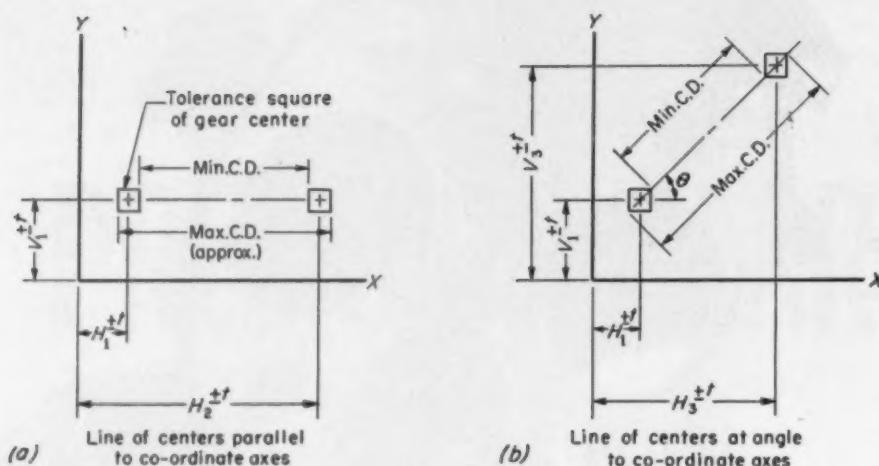 Y
Tolerance square
of gear center
Min. C.D.
Max. C.D.
(approx.)
V₁±t
X
H₁±t
H₂±t
(a) Line of centers parallel
to co-ordinate axes
Y
Min. C.D.
Max. C.D.
θ
V₃±t
V₁±t
X
H₁±t
H₃±t
(b) Line of centers at angle
to co-ordinate axes